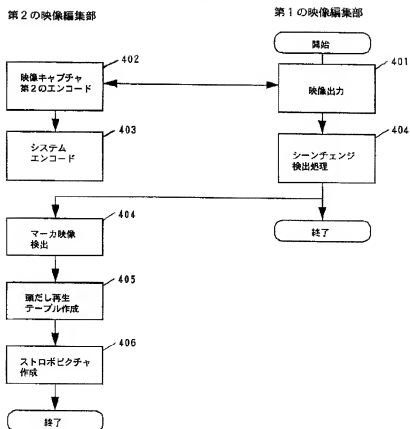 第2の映像編集部
第1の映像編集部
開始
402
401
映像キャプチャ
第2のエンコード
映像出力
403
404
システム
エンコード
シーンチェンジ
検出処理
404
終了
マーカ映像
検出
405
頭だし再生
テーブル作成
406
ストロボピクチャ
作成
終了